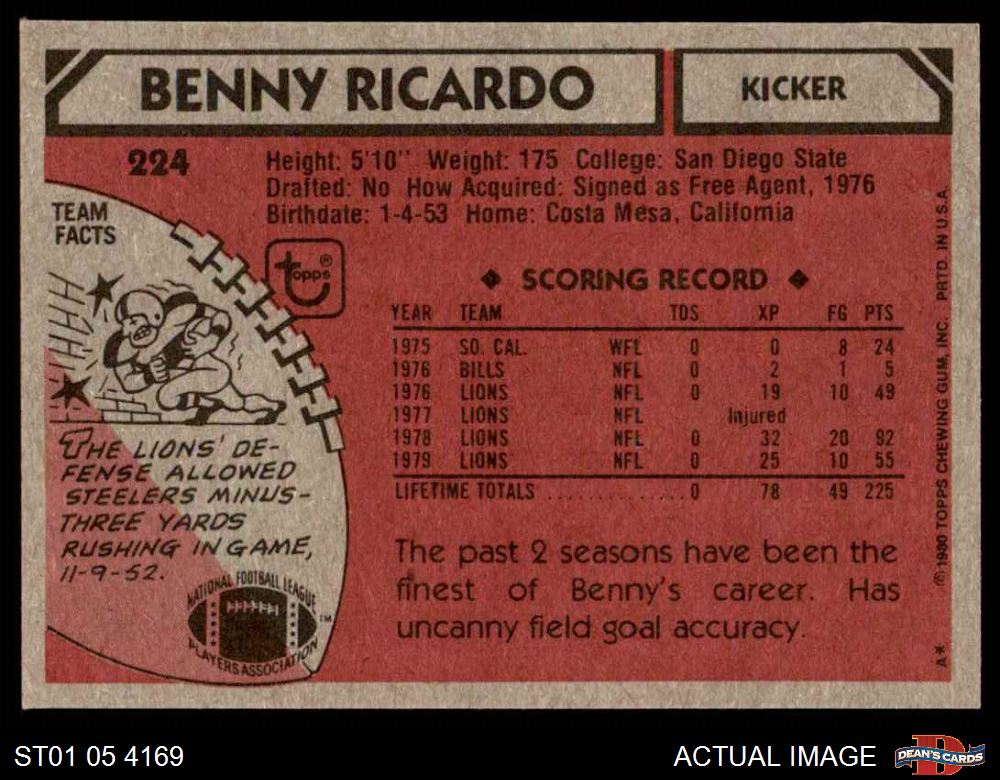 BENNY RICARDO
KICKER
224
Height: 5'10" Weight: 175 College: San Diego State
Drafted: No How Acquired: Signed as Free Agent, 1976
Birthdate: 1-4-53 Home: Costa Mesa, California
TEAM
FACTS
topps®
◆ SCORING RECORD ◆
YEAR TEAM TDS XP FG PTS
1975 SO. CAL. WFL 0 0 8 24
1976 BILLS NFL 0 2 1 5
1976 LIONS NFL 0 19 10 49
1977 LIONS NFL Injured
1978 LIONS NFL 0 32 20 92
1979 LIONS NFL 0 25 10 55
LIFETIME TOTALS ................0 78 49 225
THE LIONS' DE-
FENSE ALLOWED
STEELERS MINUS-
THREE YARDS
RUSHING IN GAME,
11-9-52.
NATIONAL FOOTBALL LEAGUE
PLAYERS ASSOCIATION
TM
The past 2 seasons have been the
finest of Benny's career. Has
uncanny field goal accuracy.
A* © 1980 TOPPS CHEWING GUM, INC. PRTD. IN U.S.A.
ST01 05 4169
ACTUAL IMAGE
D
DEAN'S CARDS